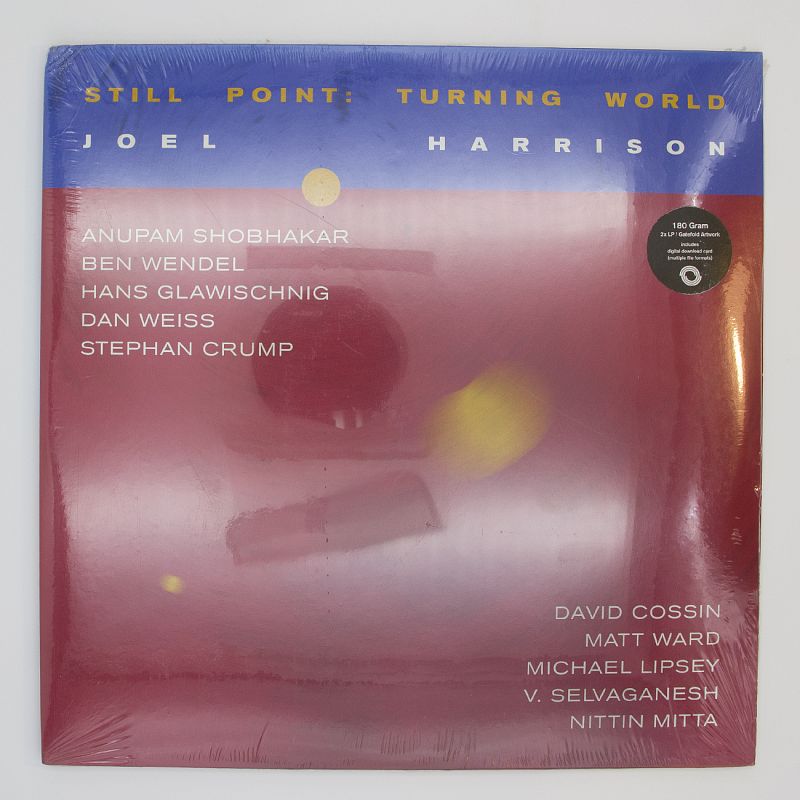 STILL POINT: TURNING WORLD
JOEL HARRISON
ANUPAM SHOBHAKAR
BEN WENDEL
HANS GLAWISCHNIG
DAN WEISS
STEPHAN CRUMP
180 Gram
2x LP / Gatefold Artwork
includes
digital download card
(multiple file formats)
DAVID COSSIN
MATT WARD
MICHAEL LIPSEY
V. SELVAGANESH
NITTIN MITTA